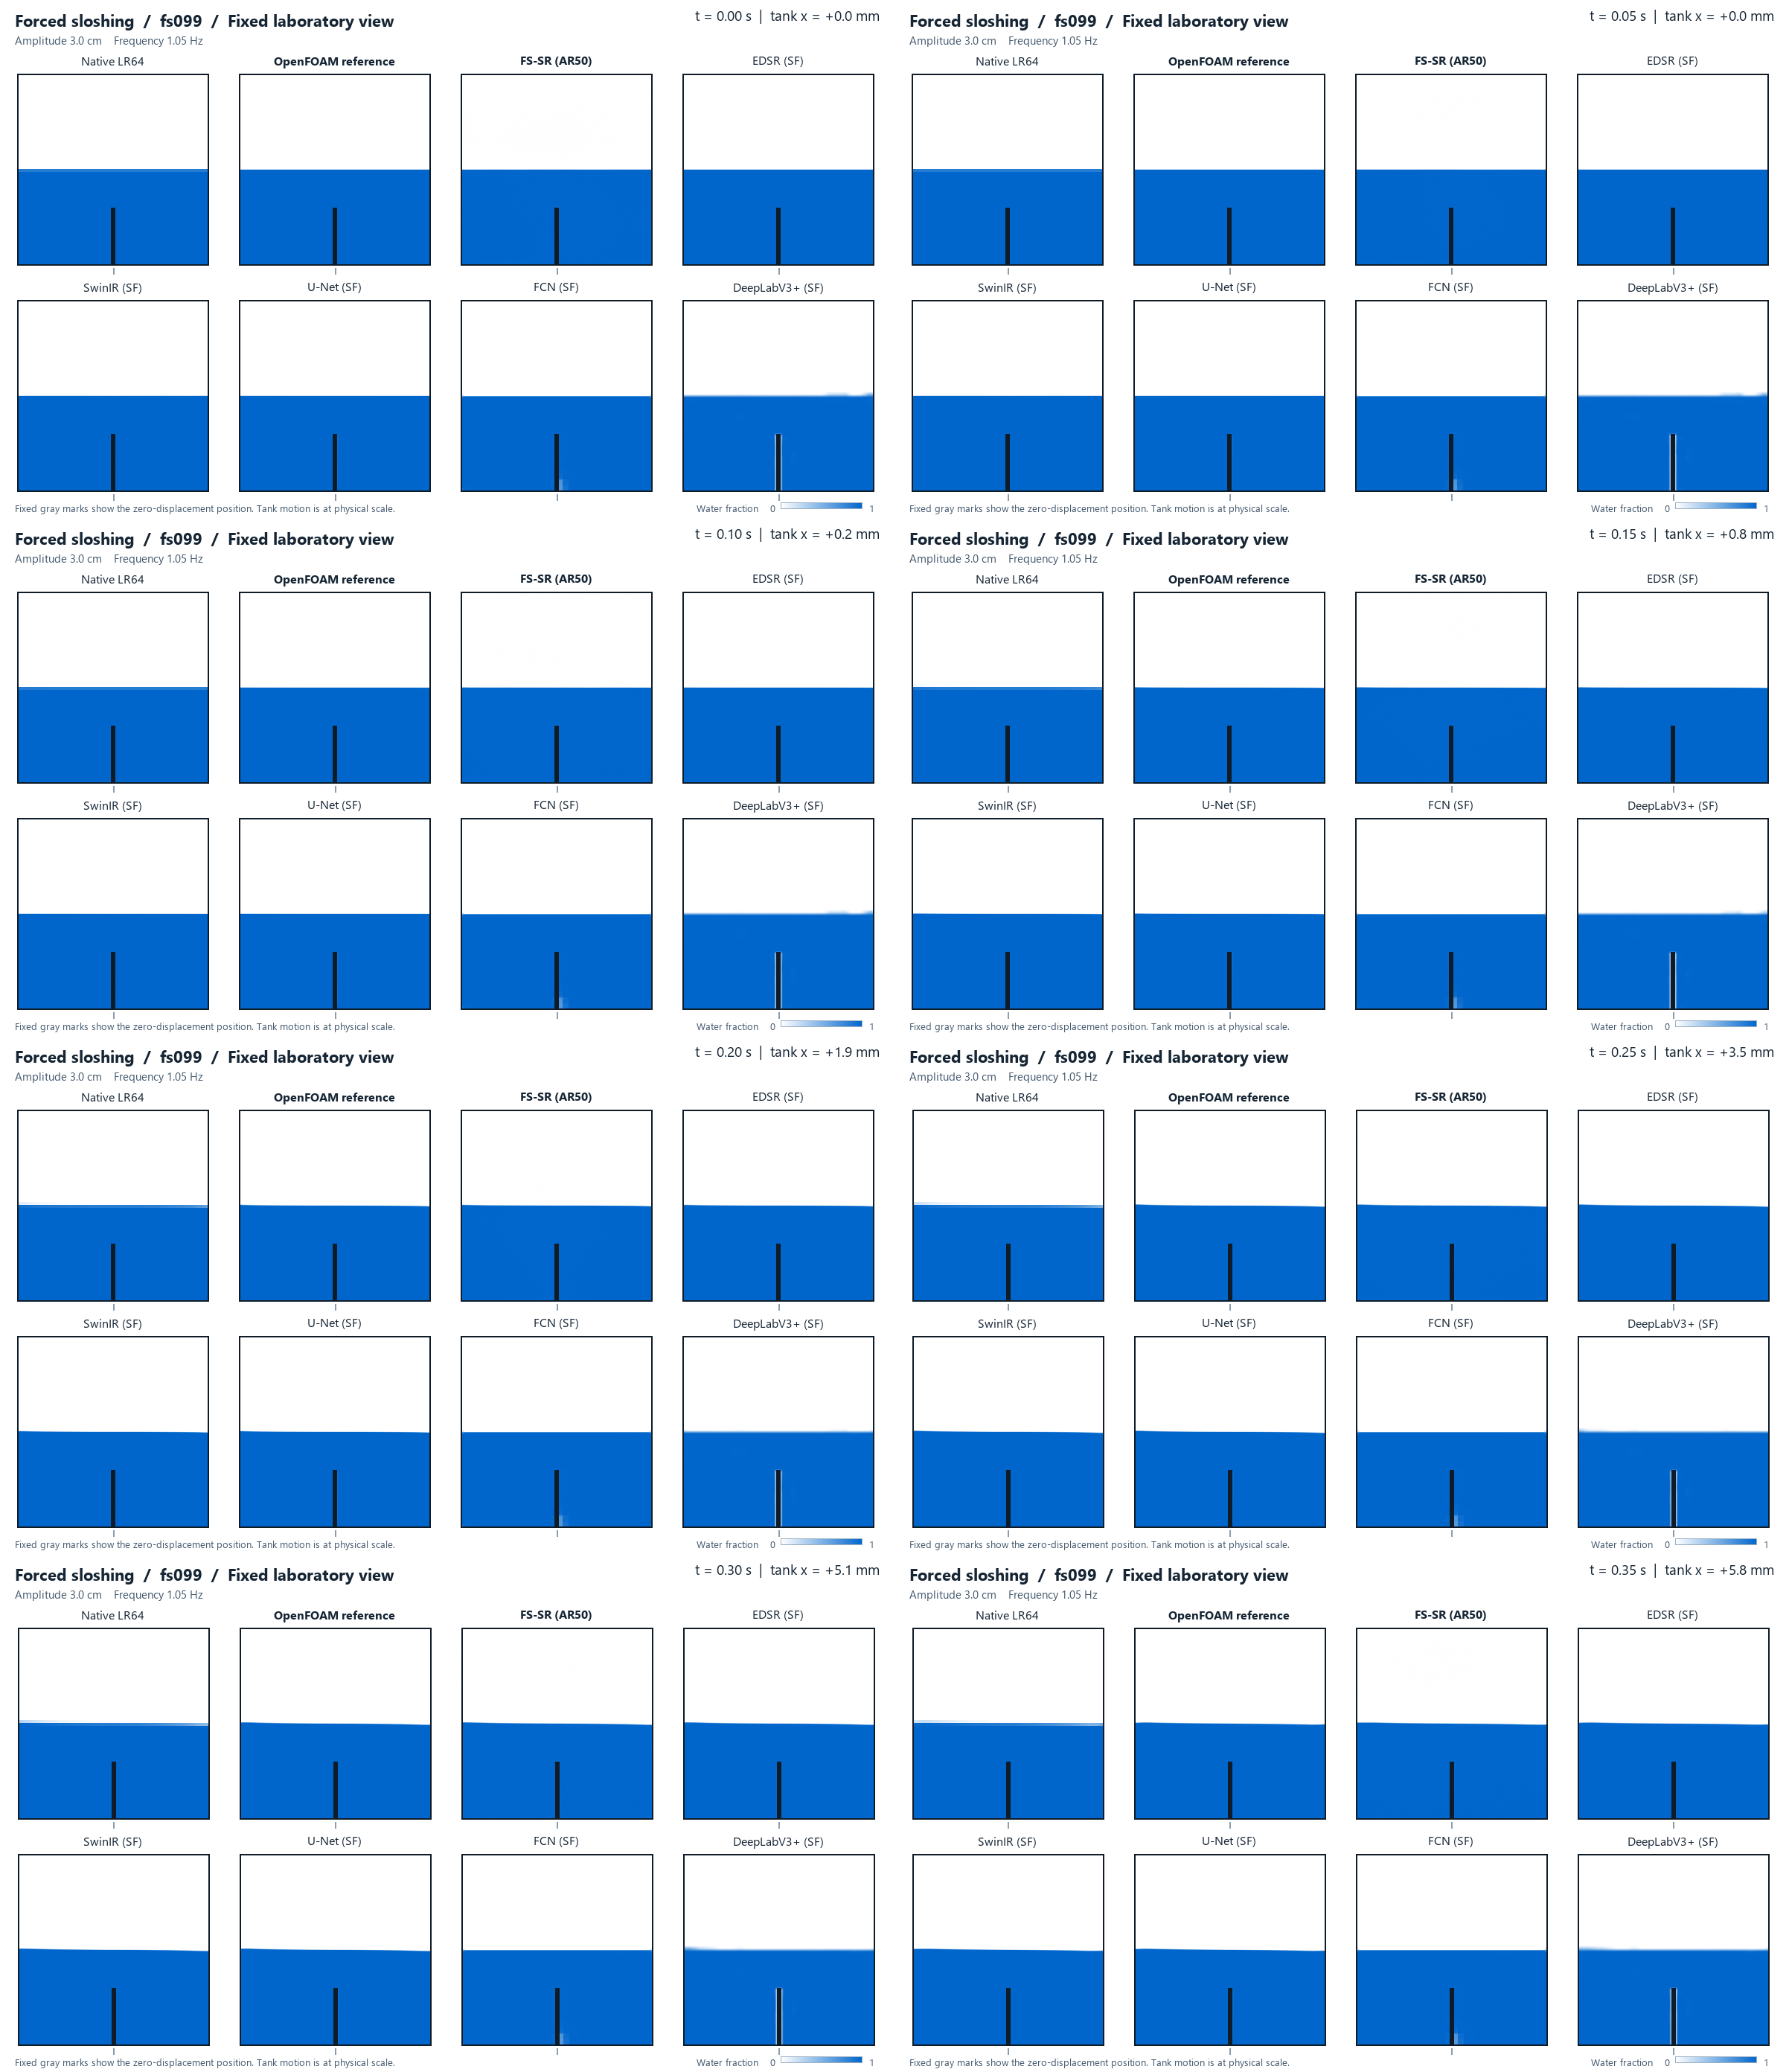 Forced sloshing / fs099 / Fixed laboratory view
t = 0.00 s | tank x = +0.0 mm
Amplitude 3.0 cm Frequency 1.05 Hz
Native LR64
OpenFOAM reference
FS-SR (AR50)
EDSR (SF)
SwinIR (SF)
U-Net (SF)
FCN (SF)
DeepLabV3+ (SF)
Fixed gray marks show the zero-displacement position. Tank motion is at physical scale.
Water fraction 0 1
Forced sloshing / fs099 / Fixed laboratory view
t = 0.05 s | tank x = +0.0 mm
Amplitude 3.0 cm Frequency 1.05 Hz
Native LR64
OpenFOAM reference
FS-SR (AR50)
EDSR (SF)
SwinIR (SF)
U-Net (SF)
FCN (SF)
DeepLabV3+ (SF)
Fixed gray marks show the zero-displacement position. Tank motion is at physical scale.
Water fraction 0 1
Forced sloshing / fs099 / Fixed laboratory view
t = 0.10 s | tank x = +0.2 mm
Amplitude 3.0 cm Frequency 1.05 Hz
Native LR64
OpenFOAM reference
FS-SR (AR50)
EDSR (SF)
SwinIR (SF)
U-Net (SF)
FCN (SF)
DeepLabV3+ (SF)
Fixed gray marks show the zero-displacement position. Tank motion is at physical scale.
Water fraction 0 1
Forced sloshing / fs099 / Fixed laboratory view
t = 0.15 s | tank x = +0.8 mm
Amplitude 3.0 cm Frequency 1.05 Hz
Native LR64
OpenFOAM reference
FS-SR (AR50)
EDSR (SF)
SwinIR (SF)
U-Net (SF)
FCN (SF)
DeepLabV3+ (SF)
Fixed gray marks show the zero-displacement position. Tank motion is at physical scale.
Water fraction 0 1
Forced sloshing / fs099 / Fixed laboratory view
t = 0.20 s | tank x = +1.9 mm
Amplitude 3.0 cm Frequency 1.05 Hz
Native LR64
OpenFOAM reference
FS-SR (AR50)
EDSR (SF)
SwinIR (SF)
U-Net (SF)
FCN (SF)
DeepLabV3+ (SF)
Fixed gray marks show the zero-displacement position. Tank motion is at physical scale.
Water fraction 0 1
Forced sloshing / fs099 / Fixed laboratory view
t = 0.25 s | tank x = +3.5 mm
Amplitude 3.0 cm Frequency 1.05 Hz
Native LR64
OpenFOAM reference
FS-SR (AR50)
EDSR (SF)
SwinIR (SF)
U-Net (SF)
FCN (SF)
DeepLabV3+ (SF)
Fixed gray marks show the zero-displacement position. Tank motion is at physical scale.
Water fraction 0 1
Forced sloshing / fs099 / Fixed laboratory view
t = 0.30 s | tank x = +5.1 mm
Amplitude 3.0 cm Frequency 1.05 Hz
Native LR64
OpenFOAM reference
FS-SR (AR50)
EDSR (SF)
SwinIR (SF)
U-Net (SF)
FCN (SF)
DeepLabV3+ (SF)
Fixed gray marks show the zero-displacement position. Tank motion is at physical scale.
Water fraction 0 1
Forced sloshing / fs099 / Fixed laboratory view
t = 0.35 s | tank x = +5.8 mm
Amplitude 3.0 cm Frequency 1.05 Hz
Native LR64
OpenFOAM reference
FS-SR (AR50)
EDSR (SF)
SwinIR (SF)
U-Net (SF)
FCN (SF)
DeepLabV3+ (SF)
Fixed gray marks show the zero-displacement position. Tank motion is at physical scale.
Water fraction 0 1